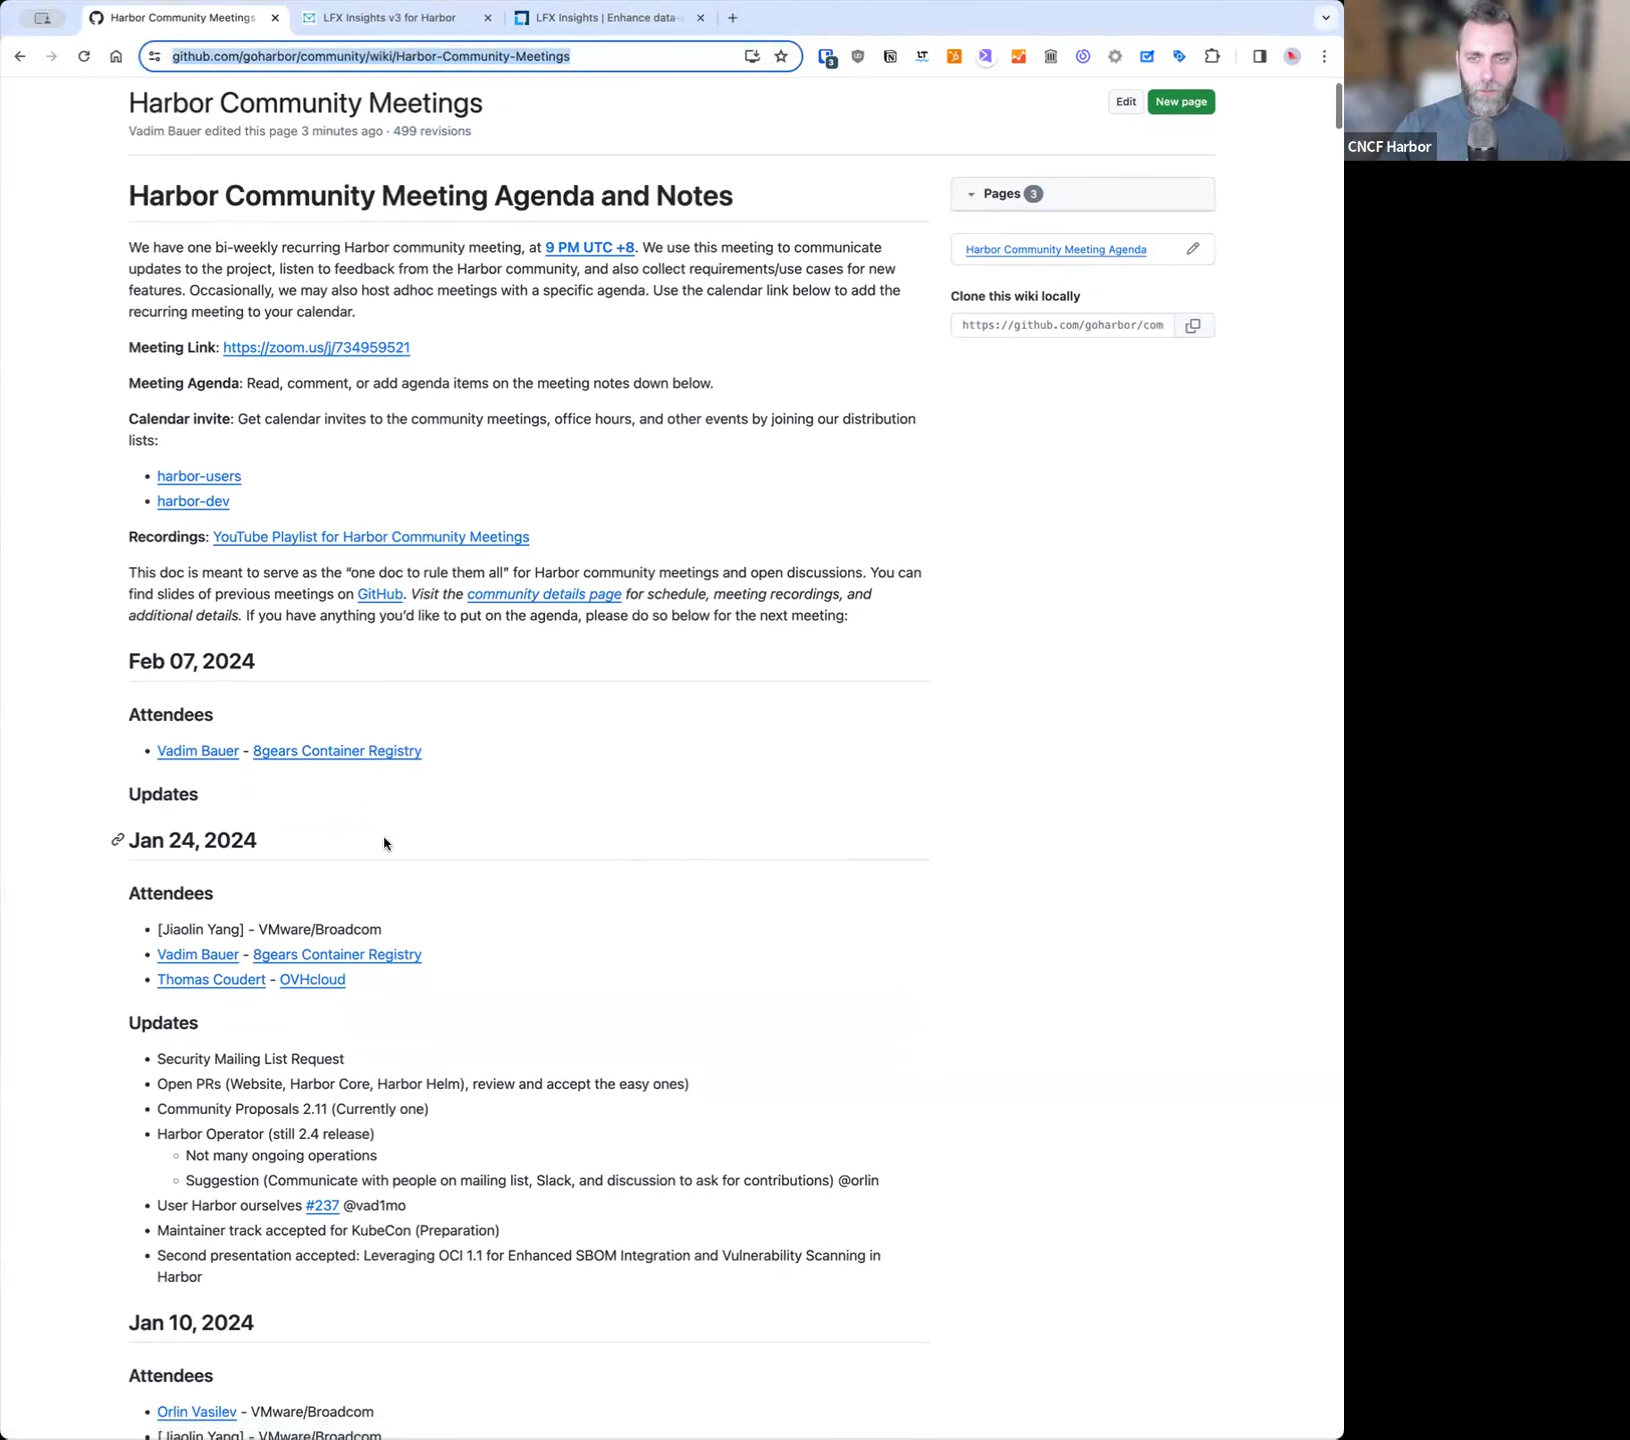 Harbor Community Meetings
LFX Insights v3 for Harbor
LFX Insights | Enhance data-
github.com/goharbor/community/wiki/Harbor-Community-Meetings
3
CNCF Harbor
Harbor Community Meetings
Edit
New page
Vadim Bauer edited this page 3 minutes ago · 499 revisions
Harbor Community Meeting Agenda and Notes
Pages 3
We have one bi-weekly recurring Harbor community meeting, at 9 PM UTC +8. We use this meeting to communicate
updates to the project, listen to feedback from the Harbor community, and also collect requirements/use cases for new
features. Occasionally, we may also host adhoc meetings with a specific agenda. Use the calendar link below to add the
recurring meeting to your calendar.
Harbor Community Meeting Agenda
Clone this wiki locally
https://github.com/goharbor/com
Meeting Link: https://zoom.us/j/734959521
Meeting Agenda: Read, comment, or add agenda items on the meeting notes down below.
Calendar invite: Get calendar invites to the community meetings, office hours, and other events by joining our distribution
lists:
• harbor-users
• harbor-dev
Recordings: YouTube Playlist for Harbor Community Meetings
This doc is meant to serve as the “one doc to rule them all” for Harbor community meetings and open discussions. You can
find slides of previous meetings on GitHub. Visit the community details page for schedule, meeting recordings, and
additional details. If you have anything you’d like to put on the agenda, please do so below for the next meeting:
Feb 07, 2024
Attendees
• Vadim Bauer - 8gears Container Registry
Updates
Jan 24, 2024
Attendees
• [Jiaolin Yang] - VMware/Broadcom
• Vadim Bauer - 8gears Container Registry
• Thomas Coudert - OVHcloud
Updates
• Security Mailing List Request
• Open PRs (Website, Harbor Core, Harbor Helm), review and accept the easy ones)
• Community Proposals 2.11 (Currently one)
• Harbor Operator (still 2.4 release)
◦ Not many ongoing operations
◦ Suggestion (Communicate with people on mailing list, Slack, and discussion to ask for contributions) @orlin
• User Harbor ourselves #237 @vad1mo
• Maintainer track accepted for KubeCon (Preparation)
• Second presentation accepted: Leveraging OCI 1.1 for Enhanced SBOM Integration and Vulnerability Scanning in
Harbor
Jan 10, 2024
Attendees
• Orlin Vasilev - VMware/Broadcom
• [Jiaolin Yang] - VMware/Broadcom